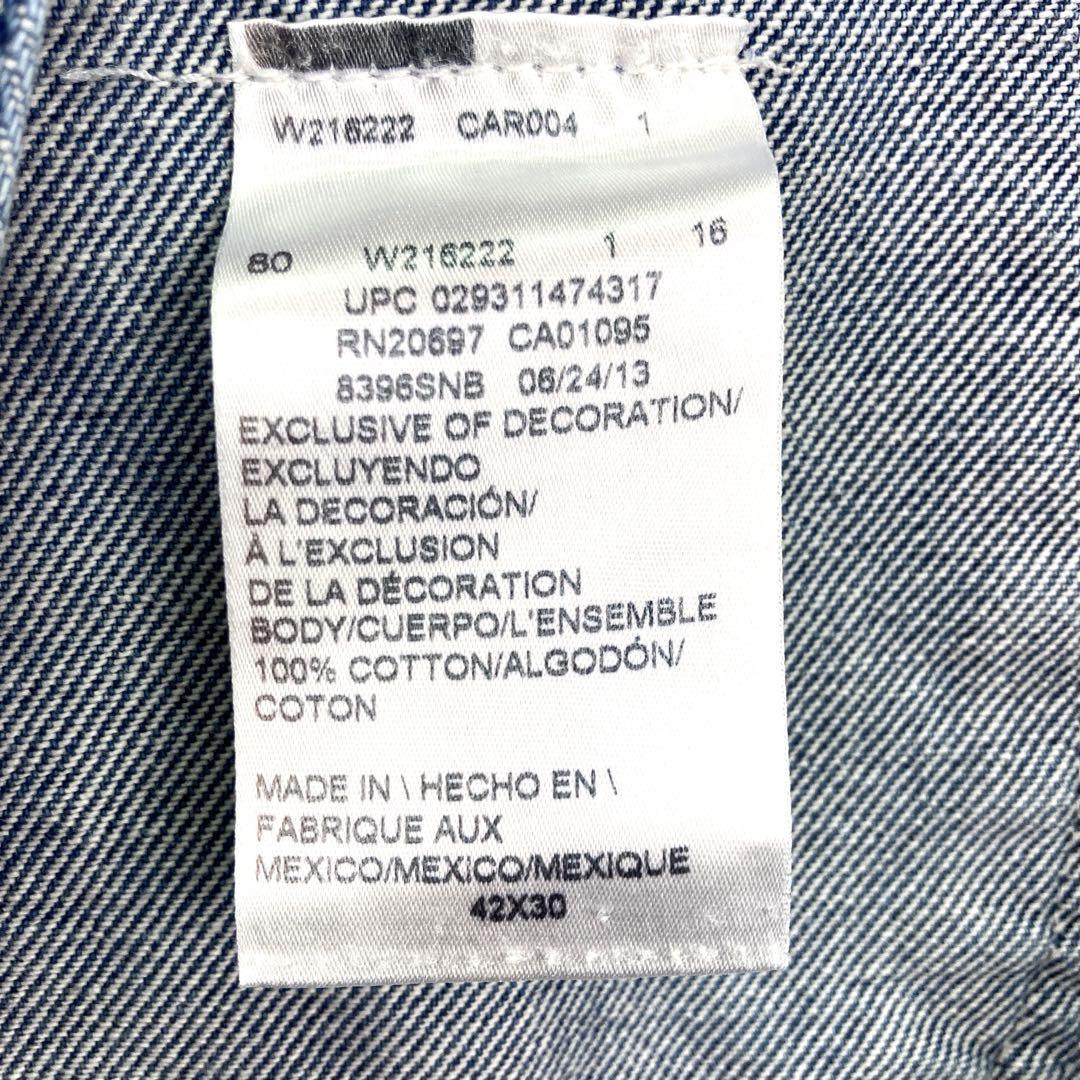 W216222 CAR004 1
80 W216222 1 16
UPC 029311474317
RN20697 CA01095
8396SNB 06/24/13
EXCLUSIVE OF DECORATION/
EXCLUYENDO
LA DECORACIÓN/
À L'EXCLUSION
DE LA DÉCORATION
BODY/CUERPO/L'ENSEMBLE
100% COTTON/ALGODÓN/
COTON
MADE IN \ HECHO EN \
FABRIQUE AUX
MEXICO/MEXICO/MEXIQUE
42X30